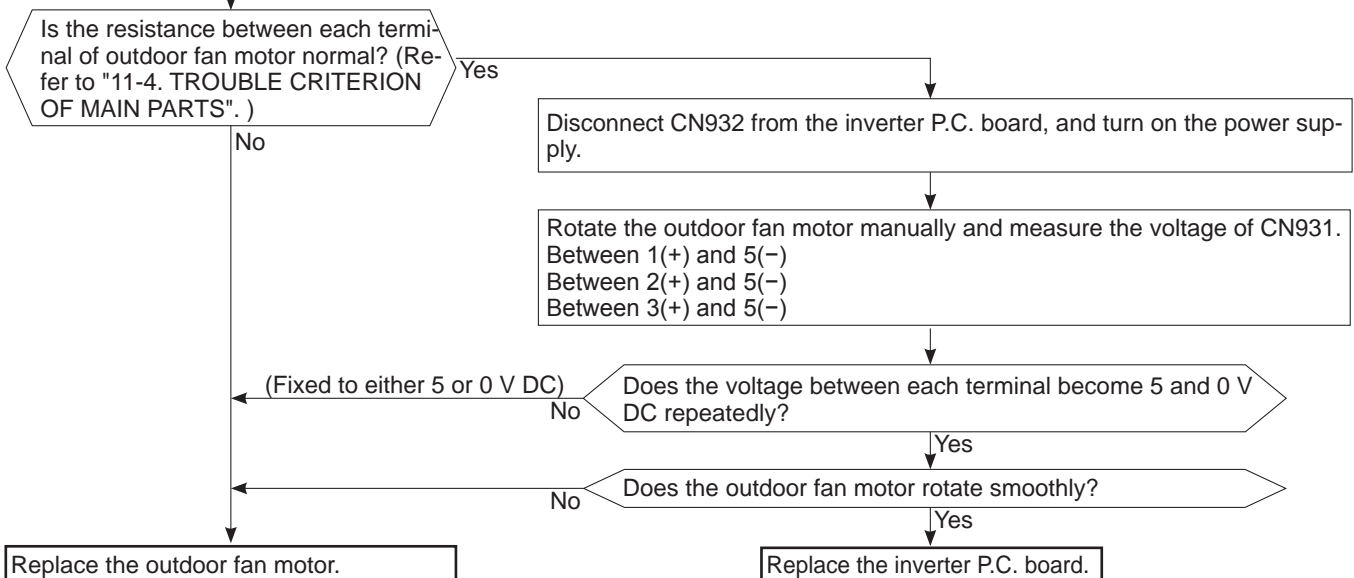 Is the resistance between each termi-
nal of outdoor fan motor normal? (Re-
fer to "11-4. TROUBLE CRITERION
OF MAIN PARTS". )
Yes
No
Disconnect CN932 from the inverter P.C. board, and turn on the power sup-
ply.
Rotate the outdoor fan motor manually and measure the voltage of CN931.
Between 1(+) and 5(−)
Between 2(+) and 5(−)
Between 3(+) and 5(−)
(Fixed to either 5 or 0 V DC)
No
Does the voltage between each terminal become 5 and 0 V
DC repeatedly?
Yes
No
Does the outdoor fan motor rotate smoothly?
Yes
Replace the outdoor fan motor.
Replace the inverter P.C. board.